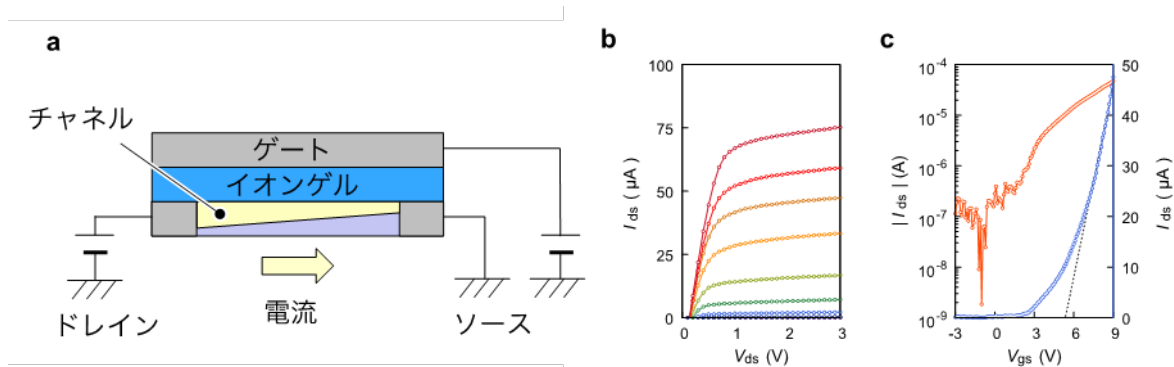 a
チャネル
ゲート
イオンゲル
電流
ドレイン
ソース
b
100
75
50
25
0
I ds ( μA )
0 1 2 3
Vds (V)
c
10⁻⁴
10⁻⁵
10⁻⁶
10⁻⁷
10⁻⁸
10⁻⁹
| I ds | (A)
50
40
30
20
10
0
I ds ( μA )
-3 0 3 6 9
Vgs (V)